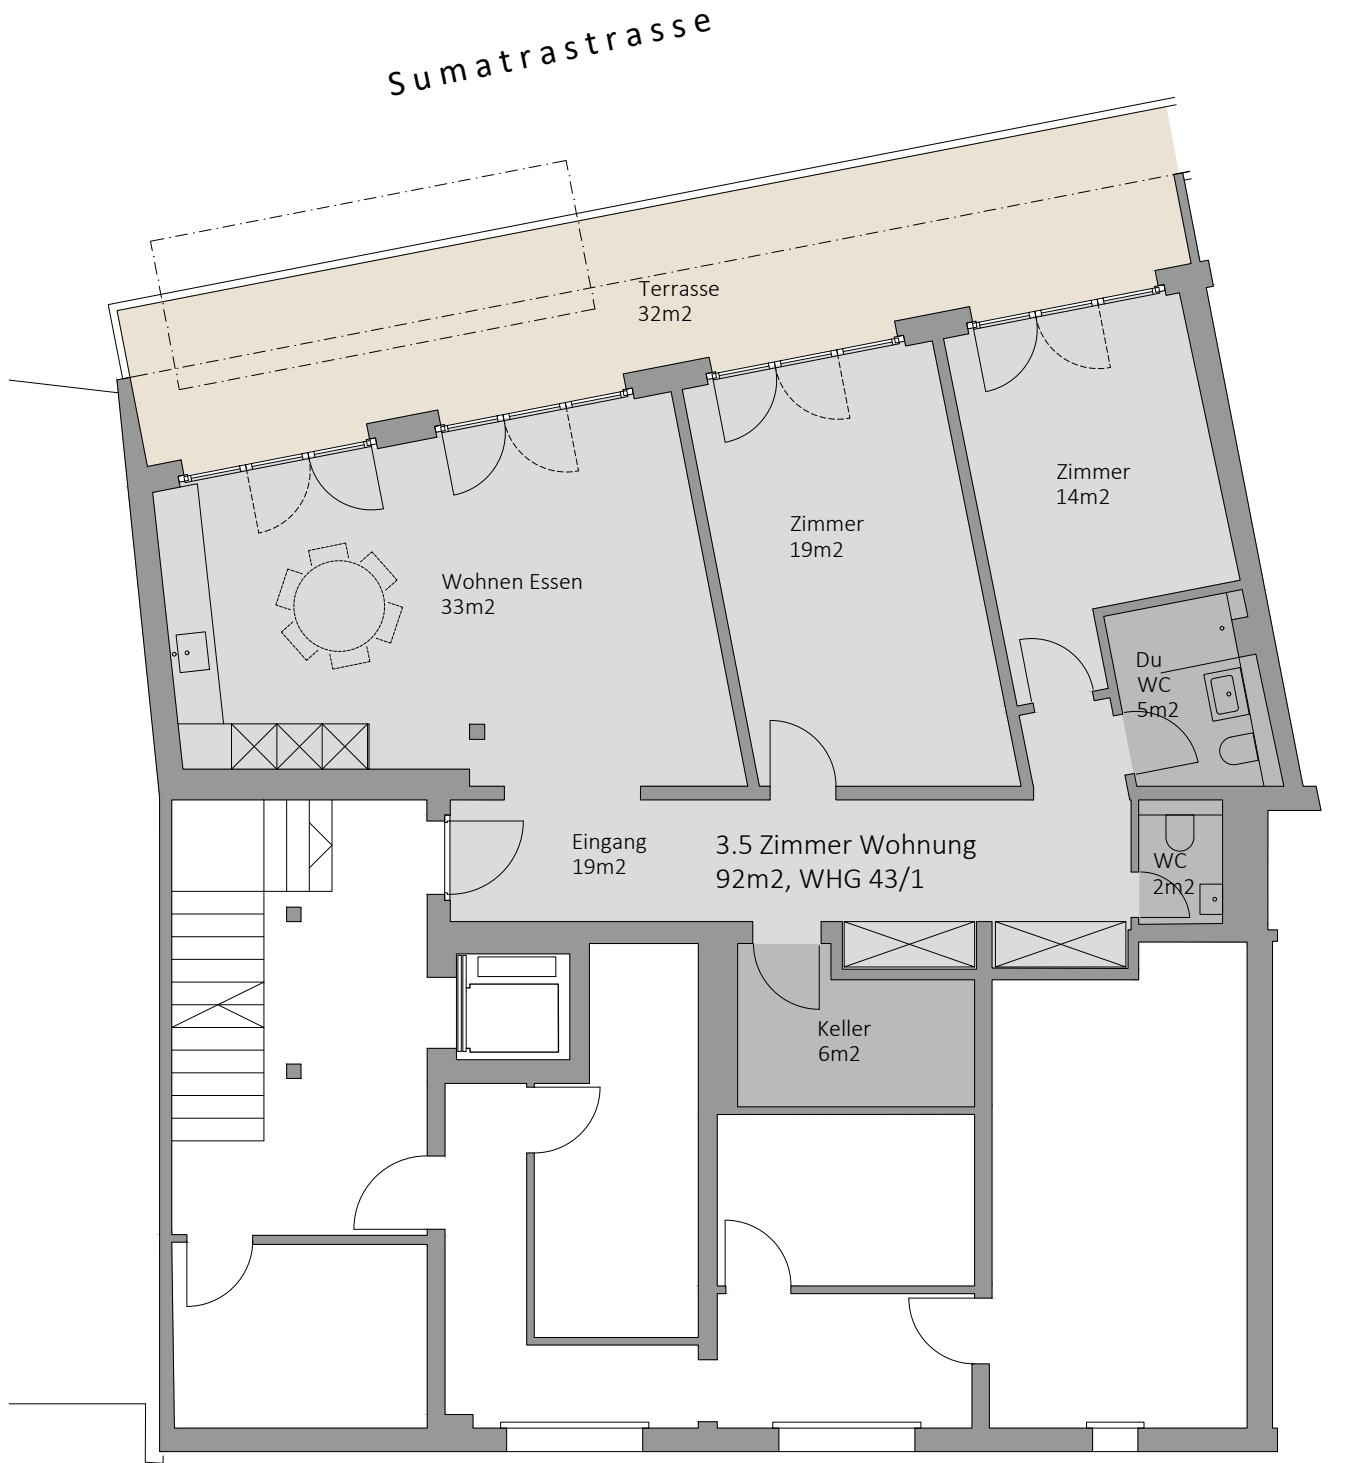 Sumatrastrasse
Terrasse
32m2
Zimmer
14m2
Zimmer
19m2
Wohnen Essen
33m2
Du
WC
5m2
Eingang
19m2
3.5 Zimmer Wohnung
92m2, WHG 43/1
WC
2m2
Keller
6m2